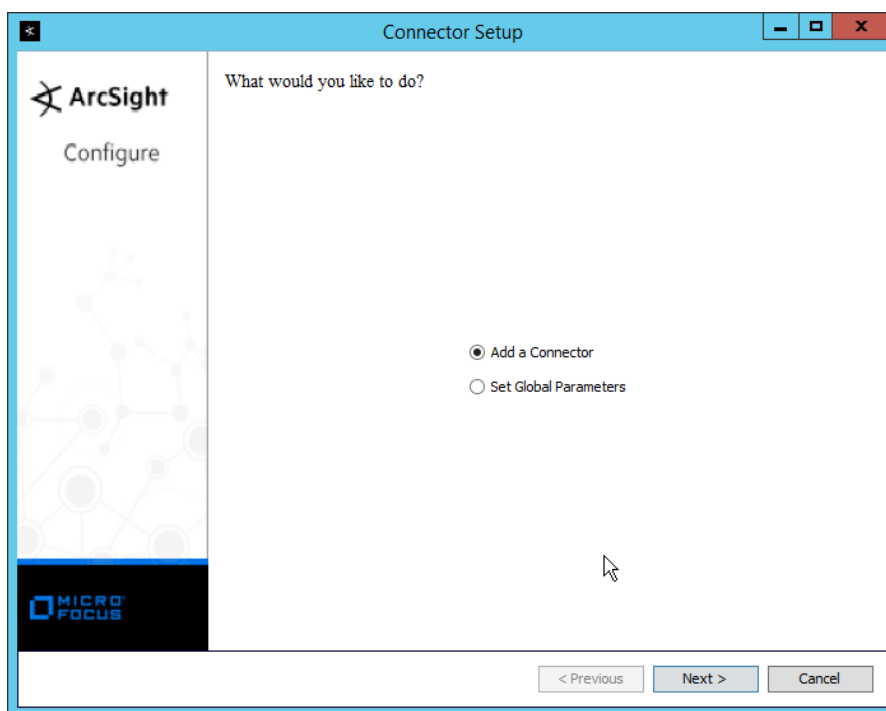 Connector Setup
ArcSight
Configure
What would you like to do?
Add a Connector
Set Global Parameters
MICRO
FOCUS
< Previous
Next >
Cancel